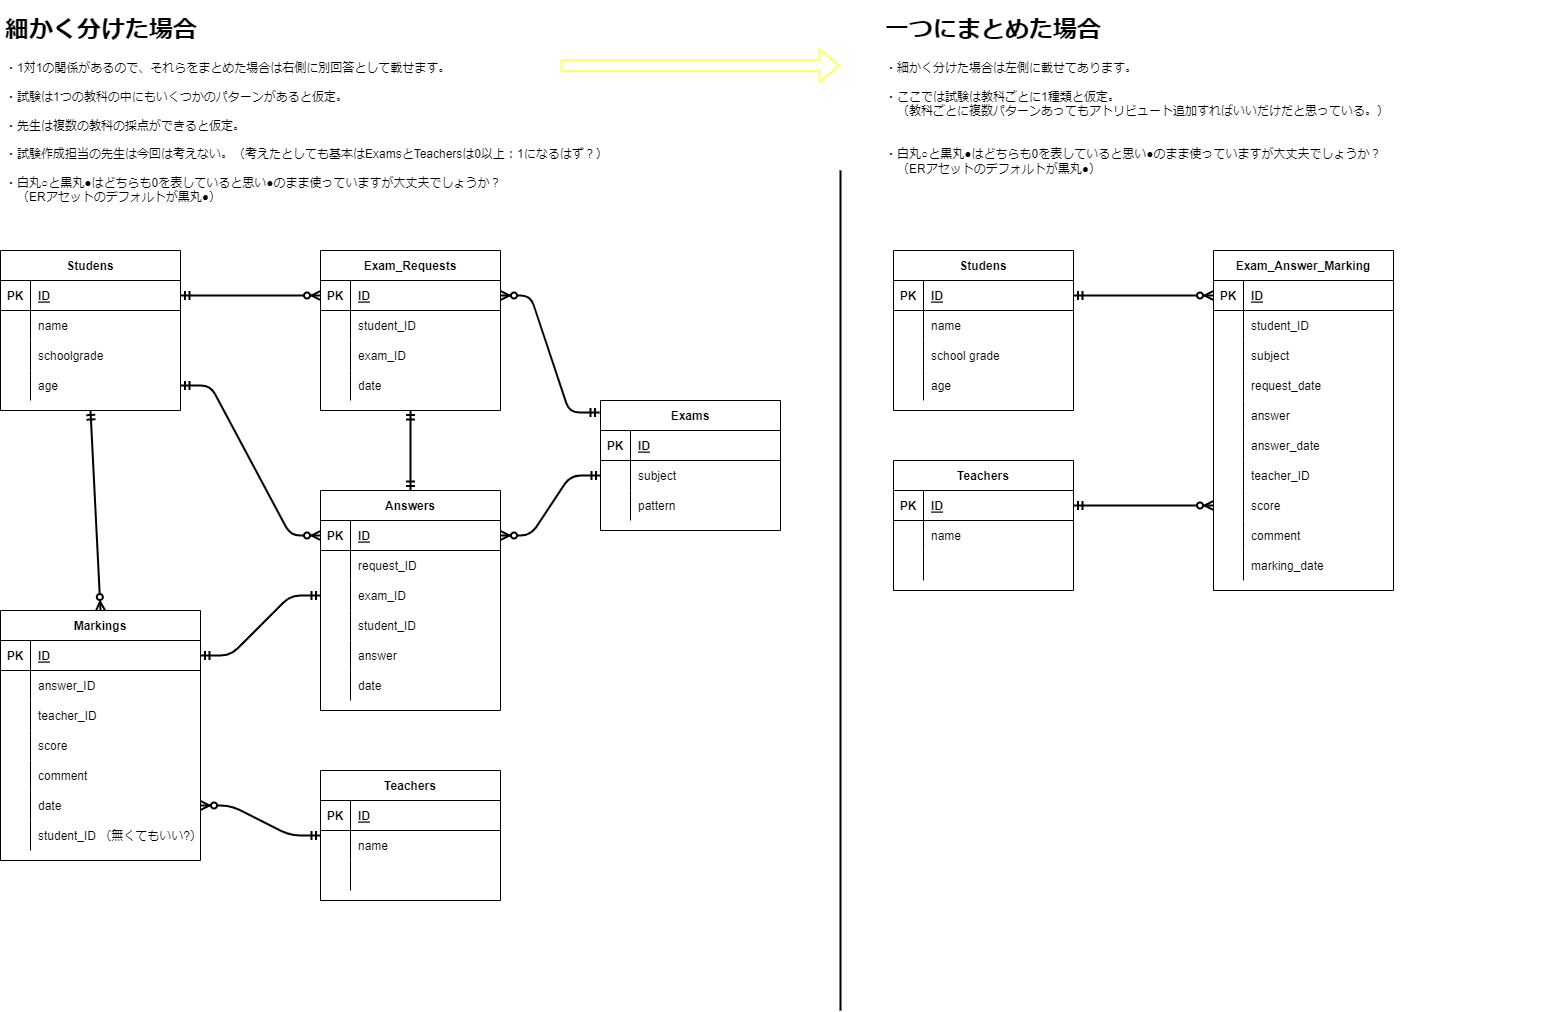 細かく分けた場合
・1対1の関係があるので、それらをまとめた場合は右側に別回答として載せます。
・試験は1つの教科の中にもいくつかのパターンがあると仮定。
・先生は複数の教科の採点ができると仮定。
・試験作成担当の先生は今回は考えない。（考えたとしても基本はExamsとTeachersは0以上：1になるはず？）
・白丸○と黒丸●はどちらも0を表していると思い●のまま使っていますが大丈夫でしょうか？
（ERアセットのデフォルトが黒丸●）
Studens
PK ID
name
schoolgrade
age
Exam_Requests
PK ID
student_ID
exam_ID
date
Exams
PK ID
subject
pattern
Answers
PK ID
request_ID
exam_ID
student_ID
answer
date
Markings
PK ID
answer_ID
teacher_ID
score
comment
date
student_ID （無くてもいい?）
Teachers
PK ID
name
一つにまとめた場合
・細かく分けた場合は左側に載せてあります。
・ここでは試験は教科ごとに1種類と仮定。
（教科ごとに複数パターンあってもアトリビュート追加すればいいだけだと思っている。）
・白丸○と黒丸●はどちらも0を表していると思い●のまま使っていますが大丈夫でしょうか？
（ERアセットのデフォルトが黒丸●）
Studens
PK ID
name
school grade
age
Exam_Answer_Marking
PK ID
student_ID
subject
request_date
answer
answer_date
teacher_ID
score
comment
marking_date
Teachers
PK ID
name